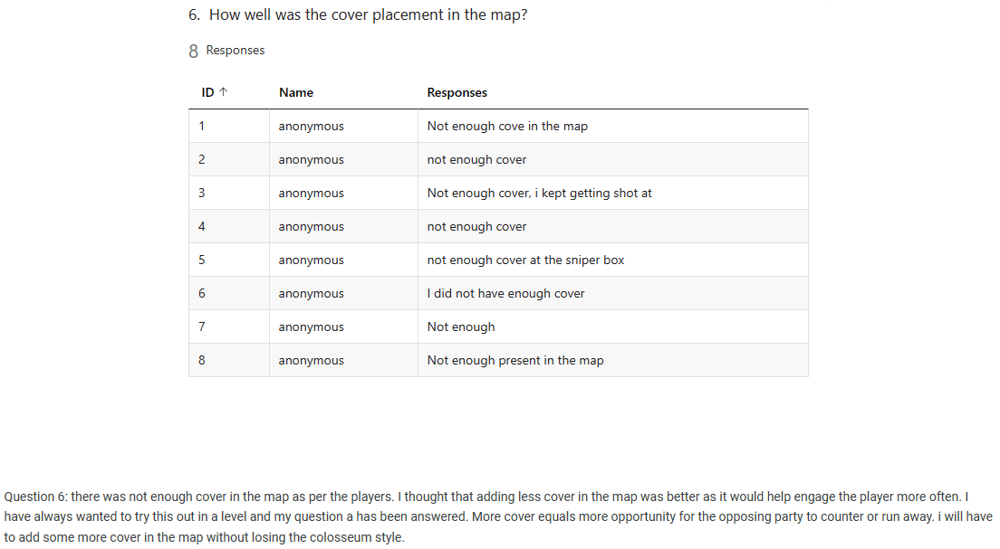 6. How well was the cover placement in the map?
8 Responses
ID ↑ Name Responses
1 anonymous Not enough cove in the map
2 anonymous not enough cover
3 anonymous Not enough cover, i kept getting shot at
4 anonymous not enough cover
5 anonymous not enough cover at the sniper box
6 anonymous I did not have enough cover
7 anonymous Not enough
8 anonymous Not enough present in the map
Question 6: there was not enough cover in the map as per the players. I thought that adding less cover in the map was better as it would help engage the player more often. I
have always wanted to try this out in a level and my question a has been answered. More cover equals more opportunity for the opposing party to counter or run away. i will have
to add some more cover in the map without losing the colosseum style.